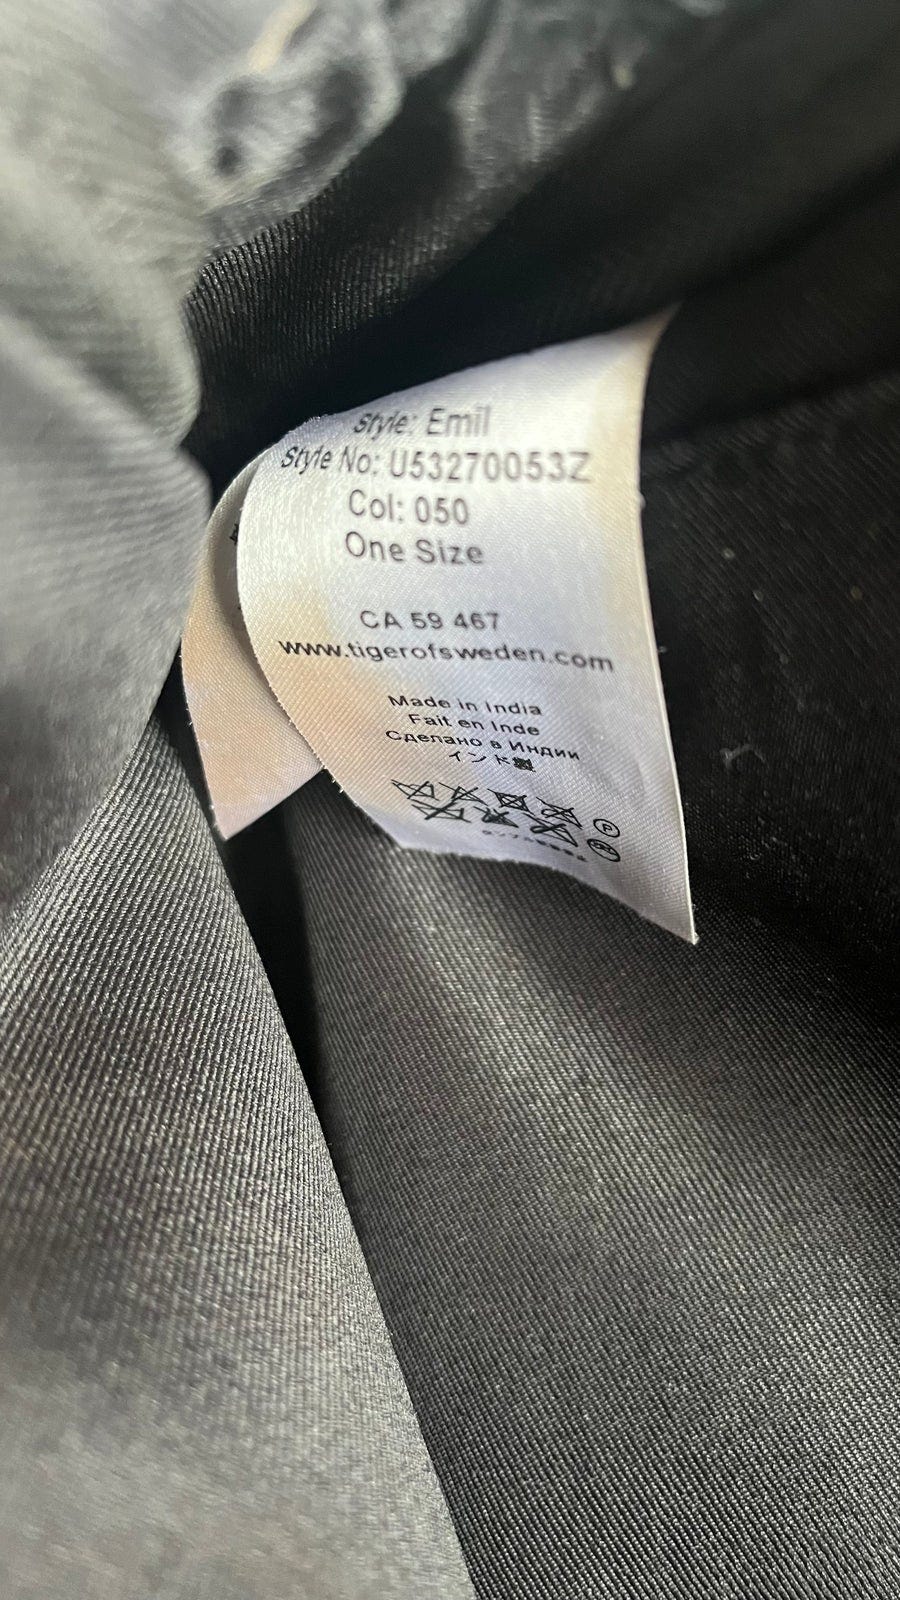 Style: Emil
Style No: U53270053Z
Col: 050
One Size
CA 59 467
www.tigerofsweden.com
Made in India
Fait en Inde
Сделано в Индии
インド製
P